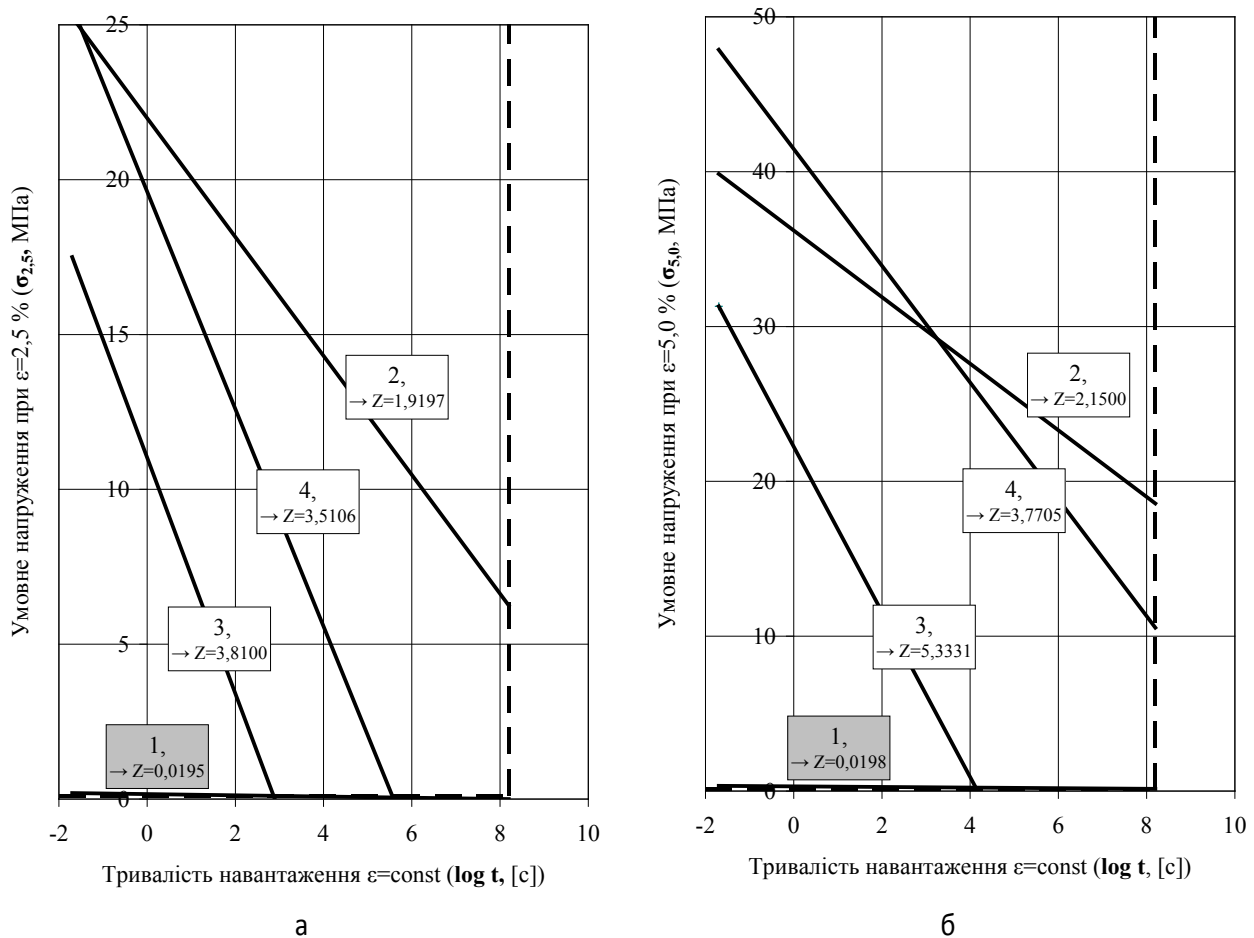 Умовне напруження при ε=2,5 % (σ2,5, МПа)
25
20
15
10
5
0
2,
→ Z=1,9197
4,
→ Z=3,5106
3,
→ Z=3,8100
1,
→ Z=0,0195
-2 0 2 4 6 8 10
Тривалість навантаження ε=const (log t, [с])
а
Умовне напруження при ε=5,0 % (σ5,0, МПа)
50
40
30
20
10
0
2,
→ Z=2,1500
4,
→ Z=3,7705
3,
→ Z=5,3331
1,
→ Z=0,0198
-2 0 2 4 6 8 10
Тривалість навантаження ε=const (log t, [с])
б